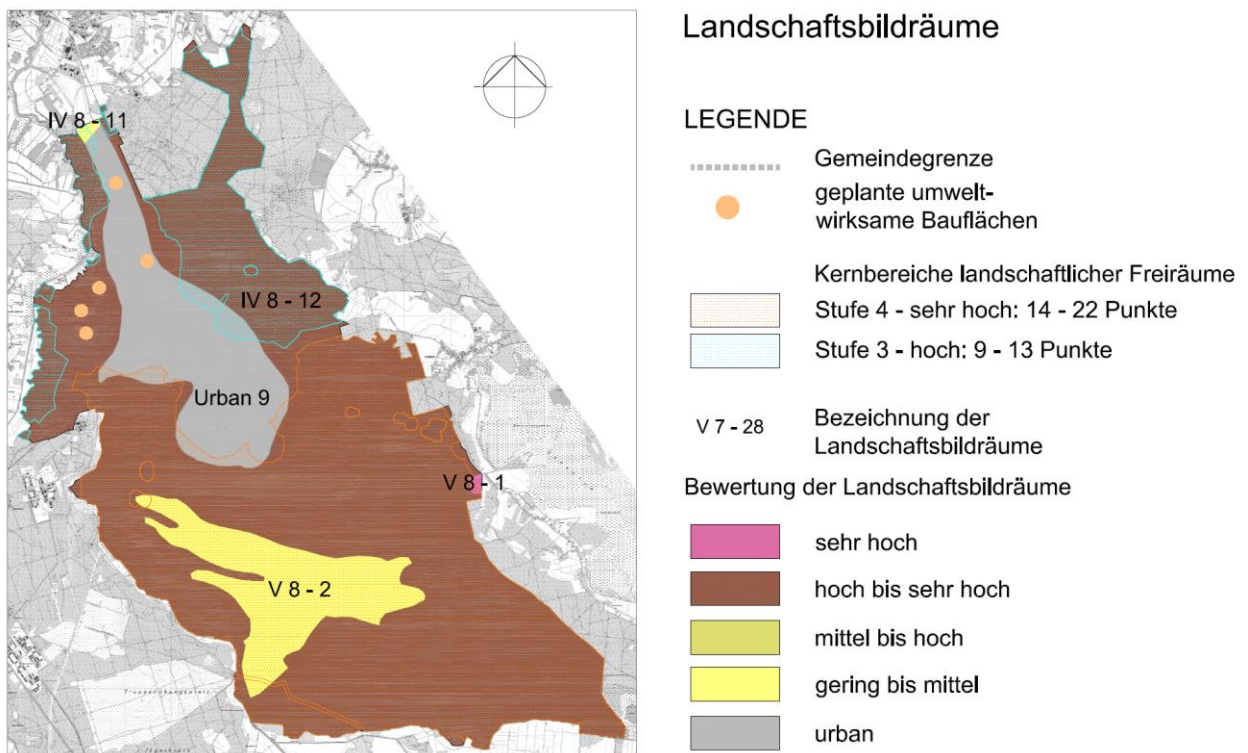 Landschaftsbildräume
LEGENDE
Gemeindegrenze
geplante umwelt-
wirksame Bauflächen
Kernbereiche landschaftlicher Freiräume
Stufe 4 - sehr hoch: 14 - 22 Punkte
Stufe 3 - hoch: 9 - 13 Punkte
V 7 - 28
Bezeichnung der
Landschaftsbildräume
Bewertung der Landschaftsbildräume
sehr hoch
hoch bis sehr hoch
mittel bis hoch
gering bis mittel
urban
IV 8 - 11
IV 8 - 12
Urban 9
V 8 - 1
V 8 - 2